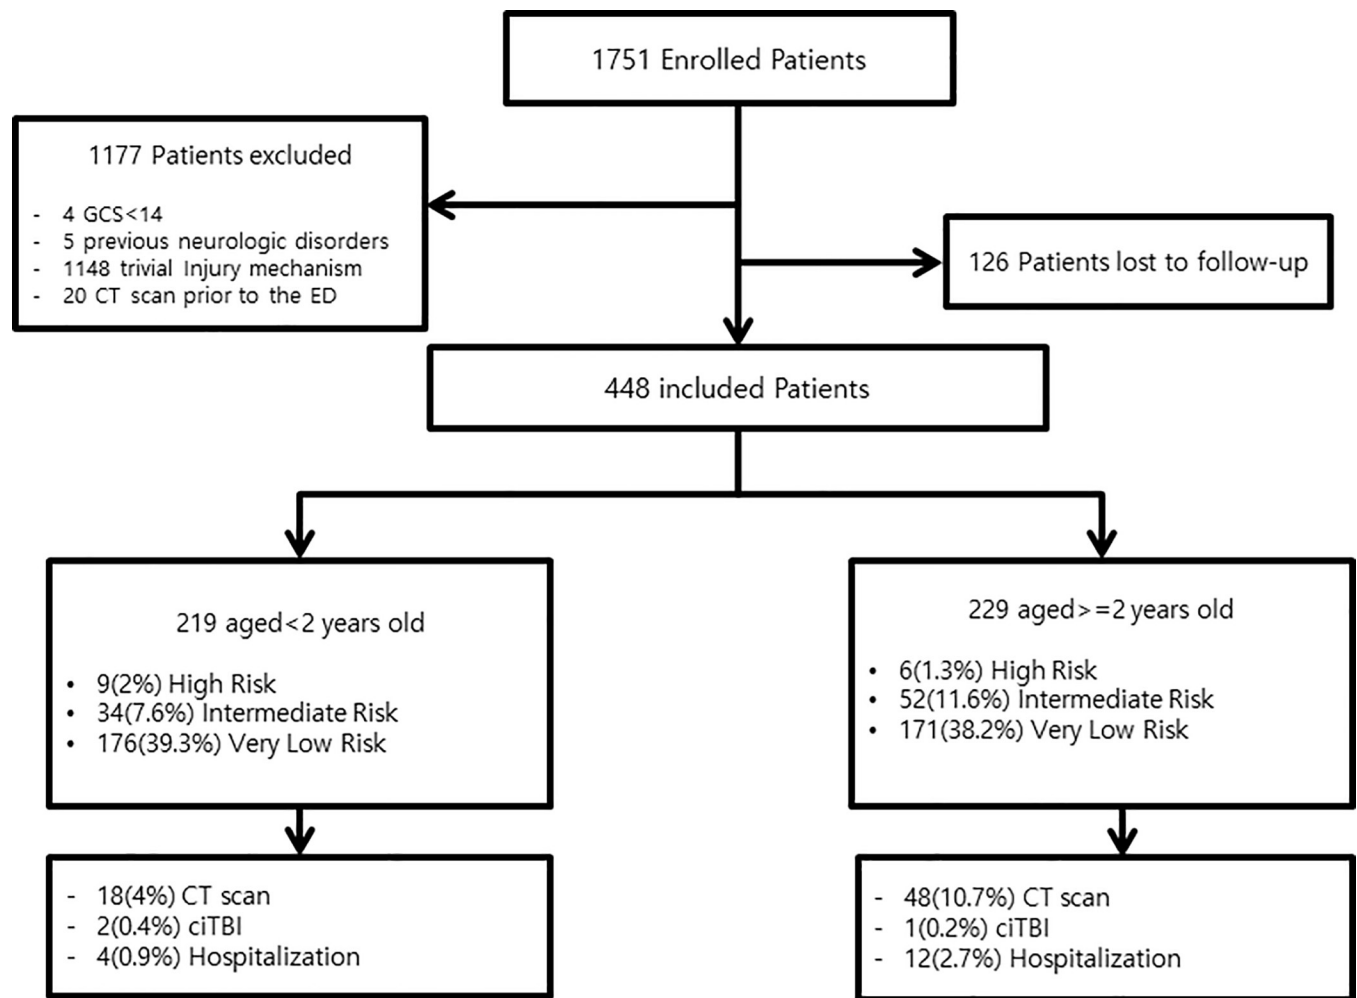 1751 Enrolled Patients
1177 Patients excluded
- 4 GCS<14
- 5 previous neurologic disorders
- 1148 trivial Injury mechanism
- 20 CT scan prior to the ED
126 Patients lost to follow-up
448 included Patients
219 aged<2 years old
• 9(2%) High Risk
• 34(7.6%) Intermediate Risk
• 176(39.3%) Very Low Risk
229 aged>=2 years old
• 6(1.3%) High Risk
• 52(11.6%) Intermediate Risk
• 171(38.2%) Very Low Risk
- 18(4%) CT scan
- 2(0.4%) ciTBI
- 4(0.9%) Hospitalization
- 48(10.7%) CT scan
- 1(0.2%) ciTBI
- 12(2.7%) Hospitalization